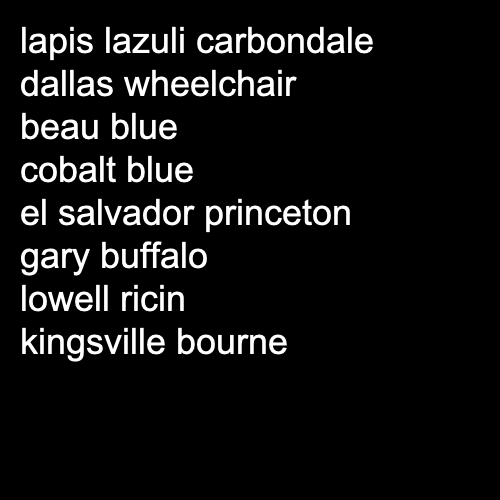 lapis lazuli carbondale
dallas wheelchair
beau blue
cobalt blue
el salvador princeton
gary buffalo
lowell ricin
kingsville bourne